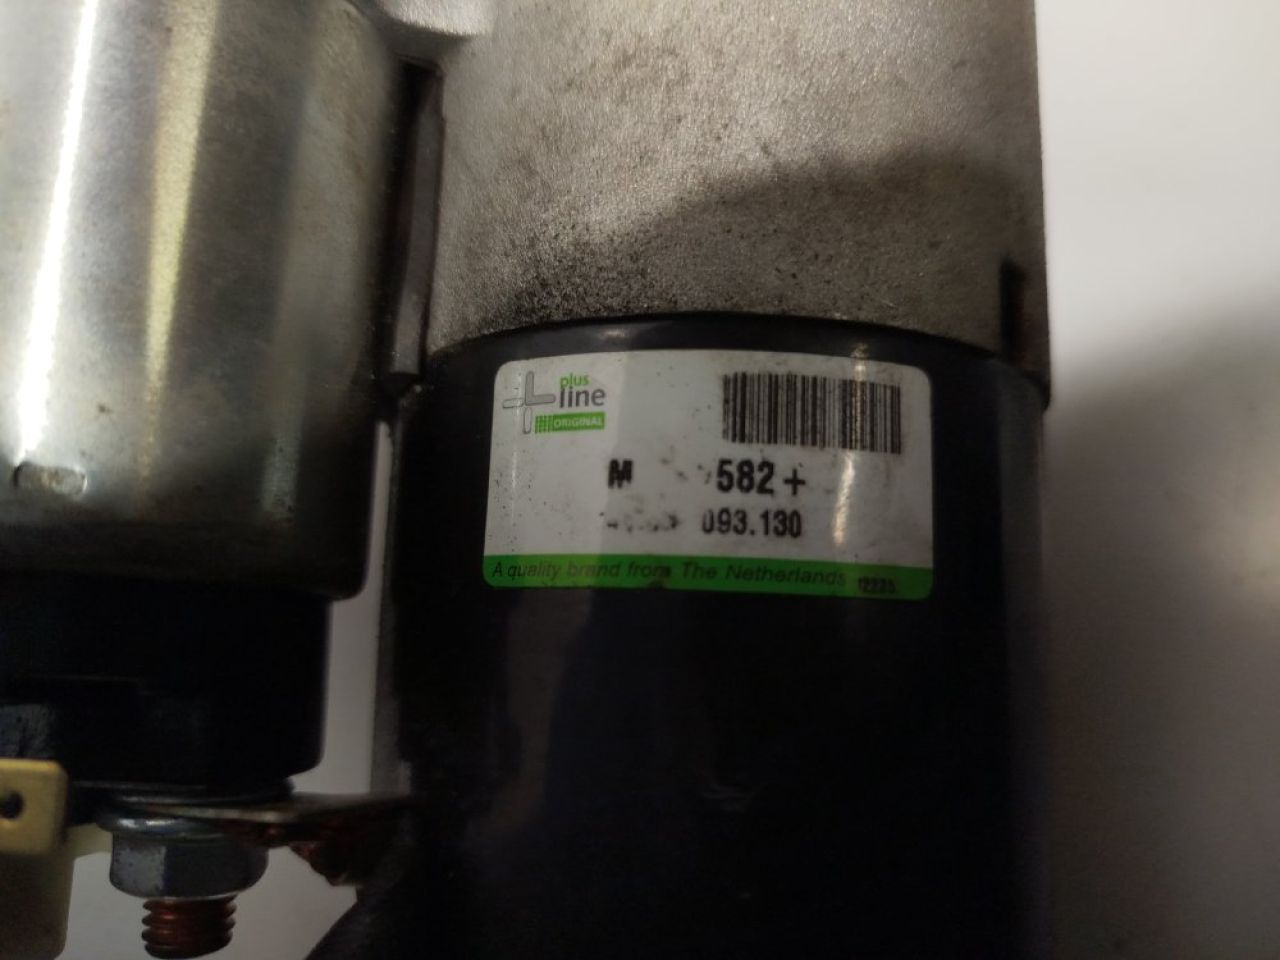 plus
line
ORIGINAL
M 582+
093.130
A quality brand from The Netherlands